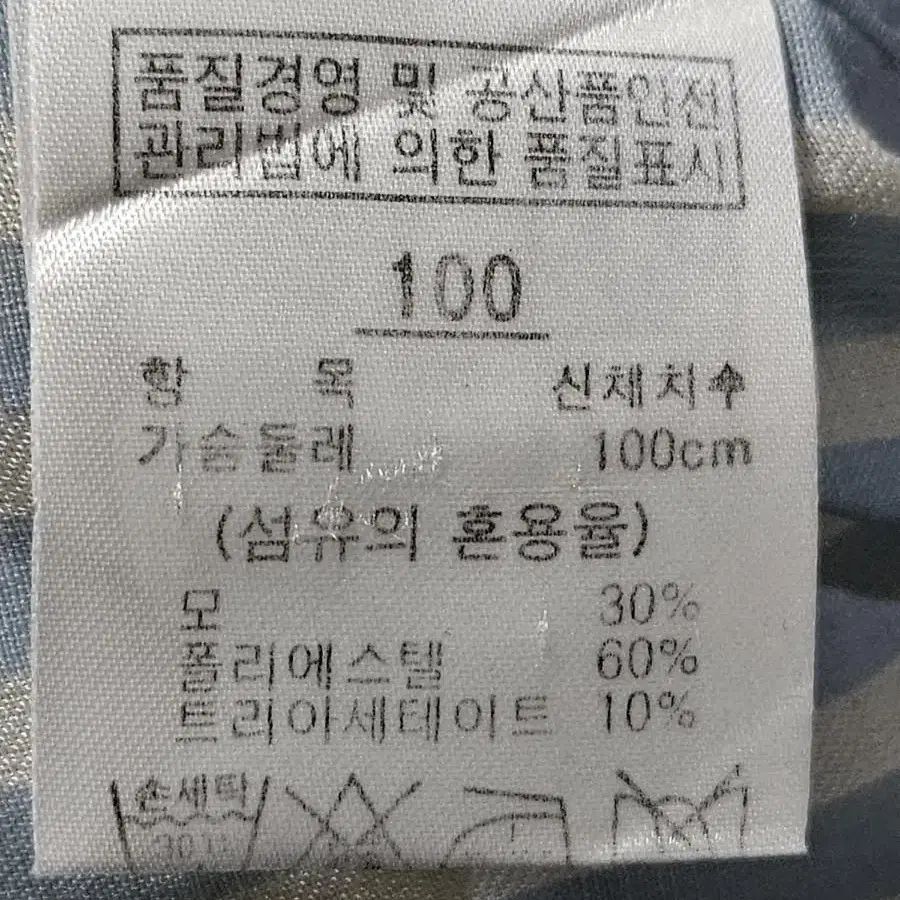 품질경영 및 공산품안전
관리법에 의한 품질표시
100
항 목 신체치수
가슴둘레 100cm
(섬유의 혼용율)
모 30%
폴리에스텔 60%
트리아세테이트 10%
손세탁